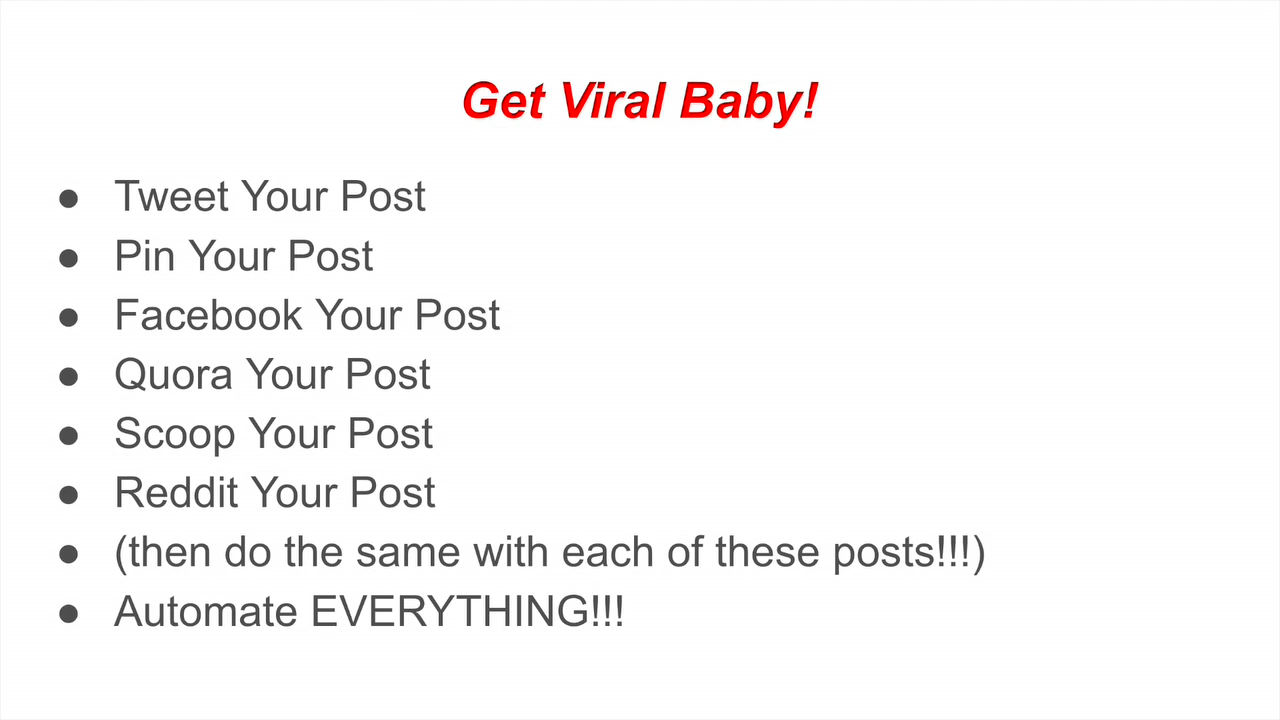 Get Viral Baby!
● Tweet Your Post
● Pin Your Post
● Facebook Your Post
● Quora Your Post
● Scoop Your Post
● Reddit Your Post
● (then do the same with each of these posts!!!)
● Automate EVERYTHING!!!